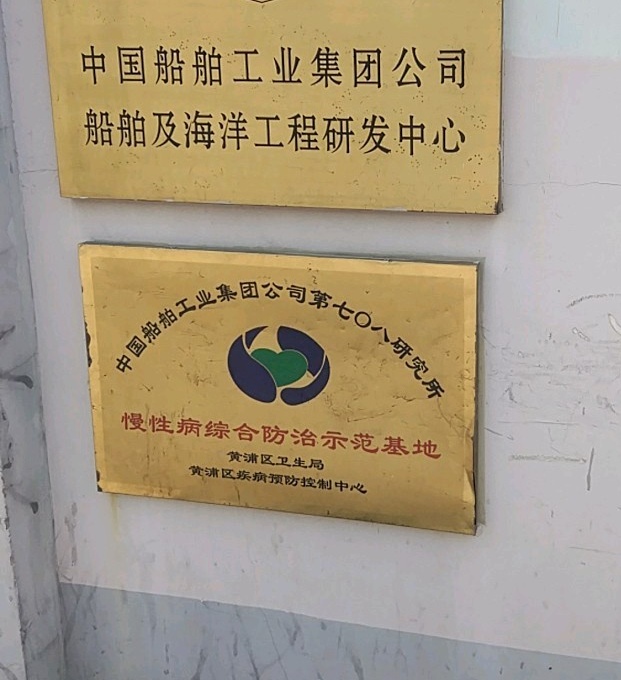 中国船舶工业集团公司
船舶及海洋工程研发中心
中国船舶工业集团公司第七〇八研究所
慢性病综合防治示范基地
黄浦区卫生局
黄浦区疾病预防控制中心